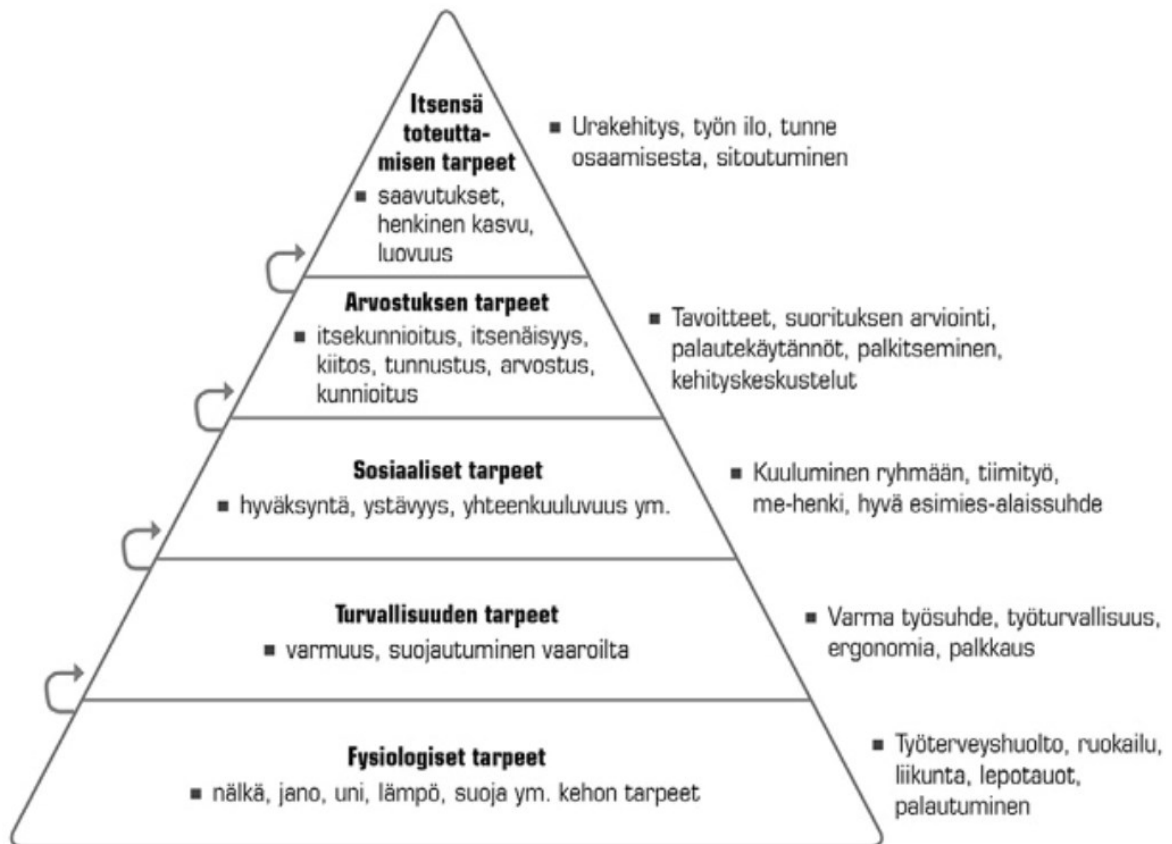 Itsensä
toteutta-
misen tarpeet
▪ saavutukset,
henkinen kasvu,
luovuus
▪ Urakehitys, työn ilo, tunne
osaamisesta, sitoutuminen
Arvostuksen tarpeet
▪ itsekunnioitus, itsenäisyys,
kiitos, tunnustus, arvostus,
kunnioitus
▪ Tavoitteet, suorituksen arviointi,
palautekäytännöt, palkitseminen,
kehityskeskustelut
Sosiaaliset tarpeet
▪ hyväksyntä, ystävyys, yhteenkuuluvuus ym.
▪ Kuuluminen ryhmään, tiimityö,
me-henki, hyvä esimies-alaissuhde
Turvallisuuden tarpeet
▪ varmuus, suojautuminen vaaroilta
▪ Varma työsuhde, työturvallisuus,
ergonomia, palkkaus
Fysiologiset tarpeet
▪ nälkä, jano, uni, lämpö, suoja ym. kehon tarpeet
▪ Työterveyshuolto, ruokailu,
liikunta, lepotauot,
palautuminen